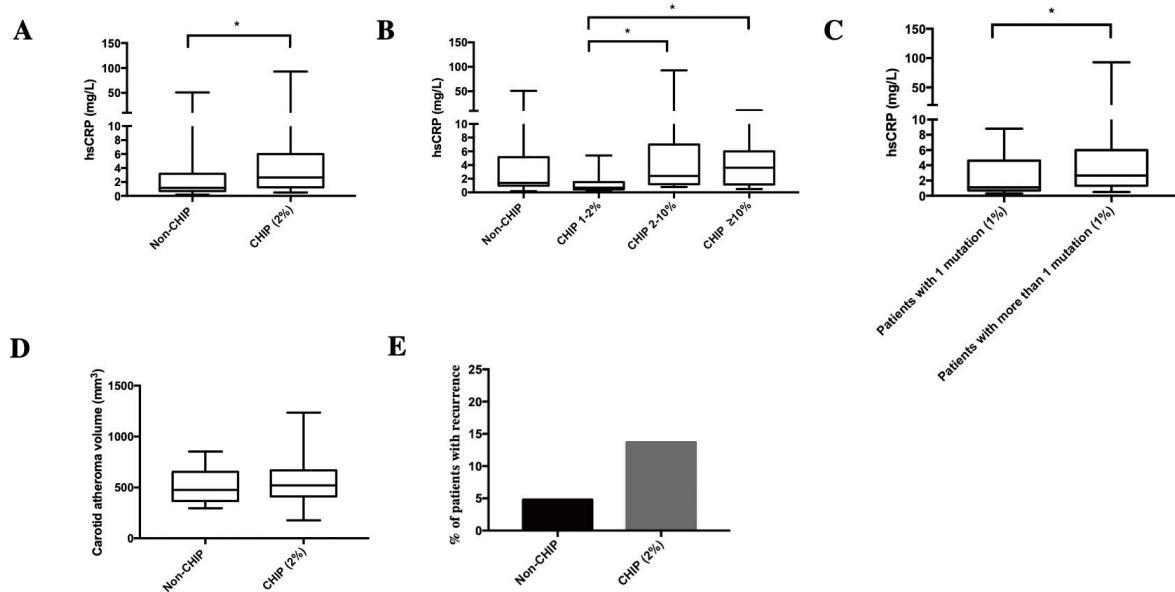 A
*
hsCRP (mg/L)
150
100
50
10
8
6
4
2
0
Non-CHIP
CHIP (2%)
B
*
*
hsCRP (mg/L)
150
100
50
10
8
6
4
2
0
Non-CHIP
CHIP 1-2%
CHIP 2-10%
CHIP ≥10%
C
*
hsCRP (mg/L)
150
100
50
10
8
6
4
2
0
Patients with 1 mutation (1%)
Patients with more than 1 mutation (1%)
D
Carotid atheroma volume (mm³)
1500
1000
500
0
Non-CHIP
CHIP (2%)
E
% of patients with recurrence
25
20
15
10
5
0
Non-CHIP
CHIP (2%)